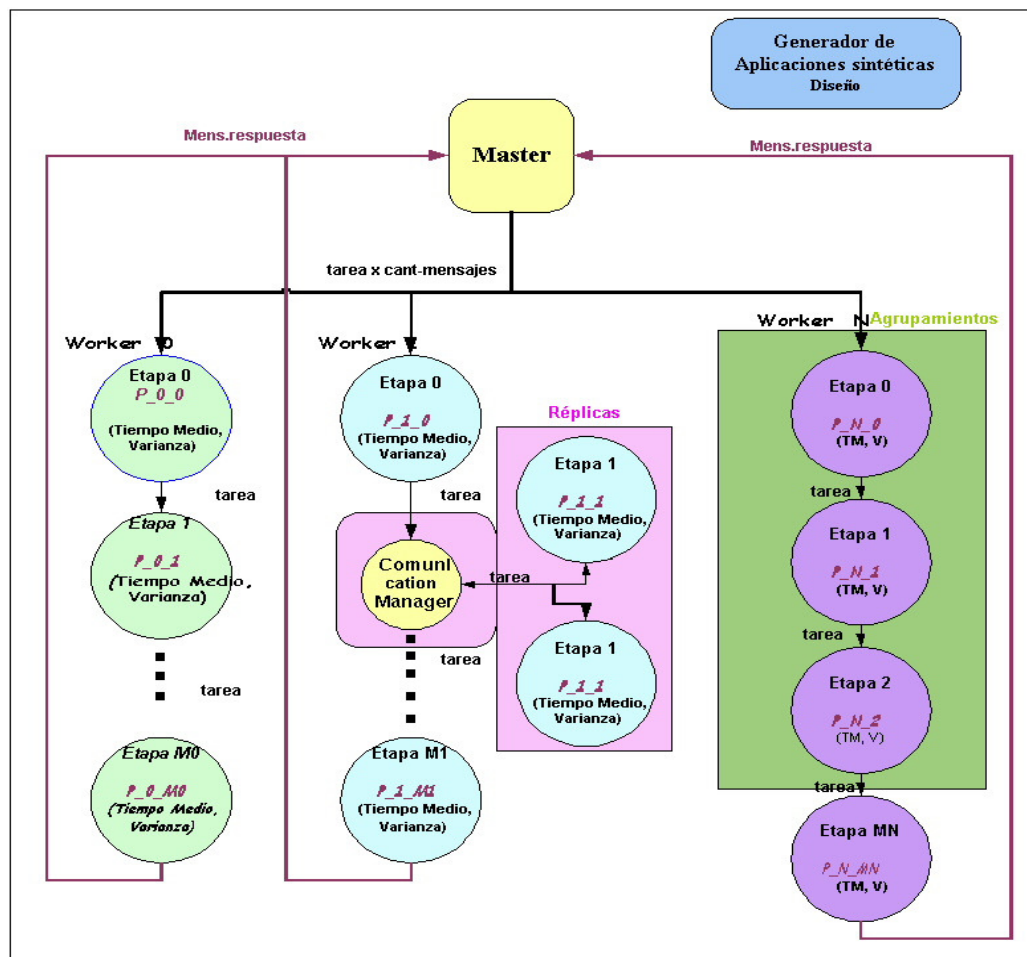 Generador de
Aplicaciones sintéticas
Diseño
Mens.respuesta
Master
Mens.respuesta
tarea x cant-mensajes
Worker 0
Etapa 0
P_0_0
(Tiempo Medio,
Varianza)
tarea
Etapa 1
P_0_1
(Tiempo Medio,
Varianza)
tarea
Etapa M0
P_0_M0
(Tiempo Medio,
Varianza)
Worker
Etapa 0
P_1_0
(Tiempo Medio,
Varianza)
tarea
Comuni
cation
Manager
tarea
tarea
Etapa M1
P_1_M1
(Tiempo Medio,
Varianza)
Réplicas
Etapa 1
P_1_1
(Tiempo Medio,
Varianza)
Etapa 1
P_1_1
(Tiempo Medio,
Varianza)
Worker N
Agrupamientos
Etapa 0
P_N_0
(TM, V)
tarea
Etapa 1
P_N_1
(TM, V)
tarea
Etapa 2
P_N_2
(TM, V)
tarea
Etapa MN
P_N_MN
(TM, V)